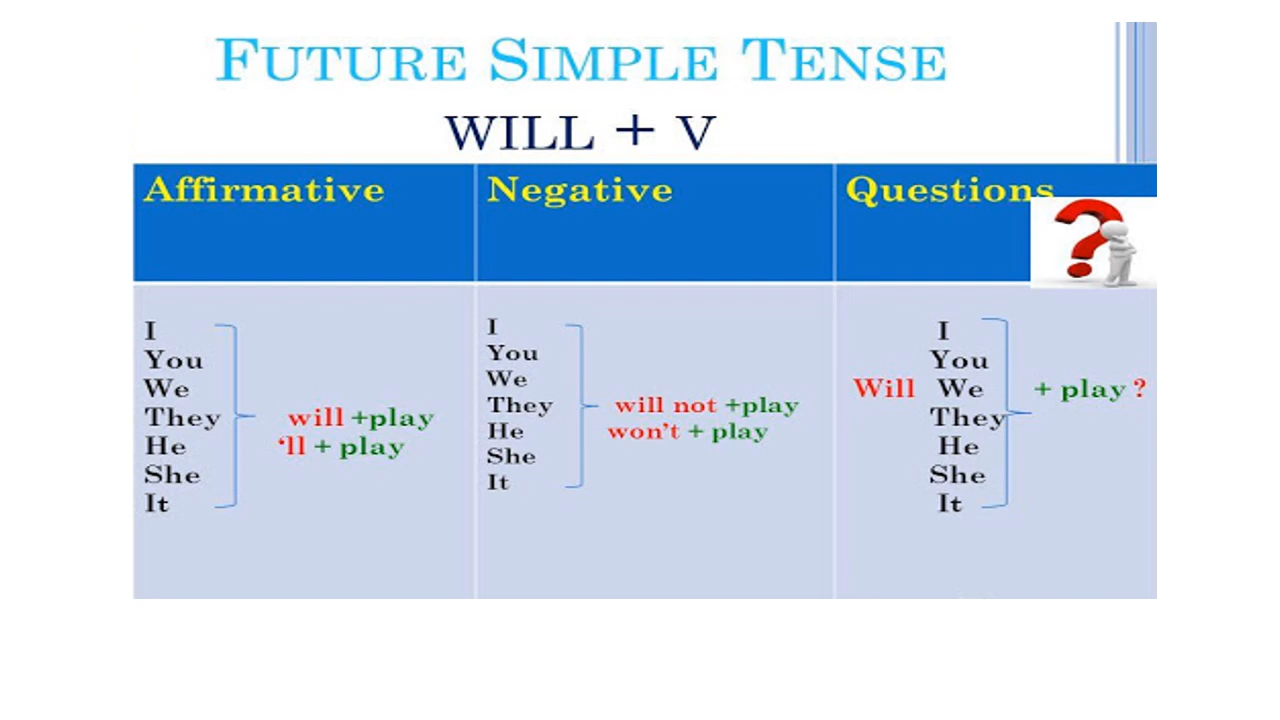 FUTURE SIMPLE TENSE
WILL + V
Affirmative
Negative
Questions
I
You
We
They
He
She
It
will +play
‘ll + play
I
You
We
They
He
She
It
will not +play
won’t + play
Will
I
You
We
They
He
She
It
+ play ?